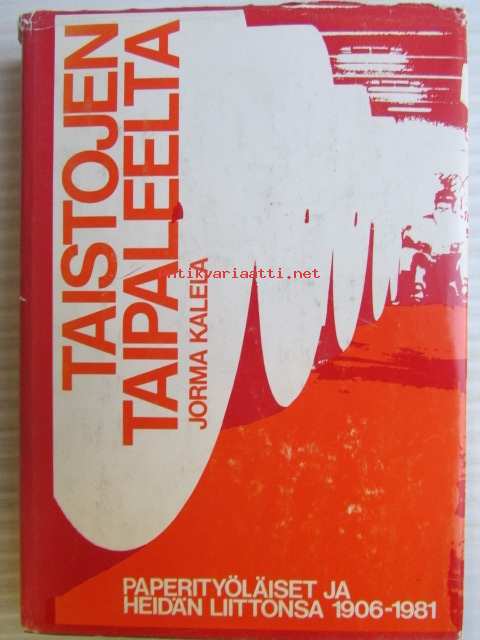 TAISTOJEN
TAIPALEELTA
JORMA KALELA
antikvariaatti.net
PAPERITYÖLÄISET JA
HEIDÄN LIITTONSA 1906-1981